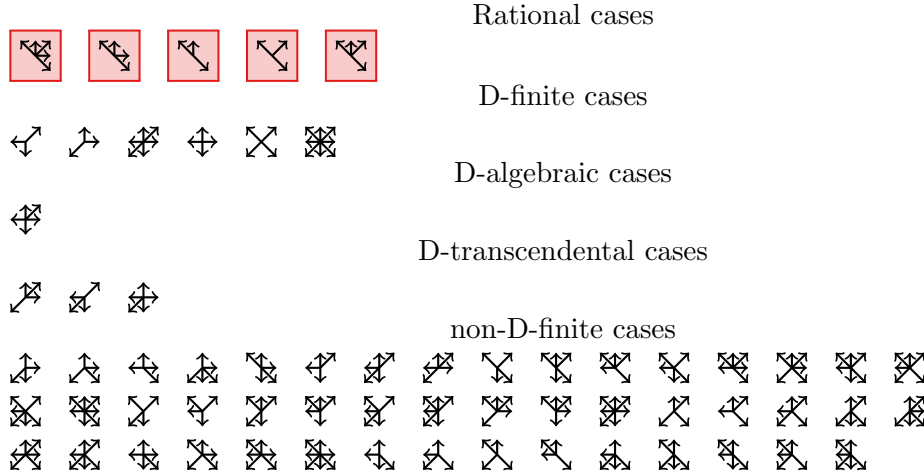 Rational cases
D-finite cases
D-algebraic cases
D-transcendental cases
non-D-finite cases